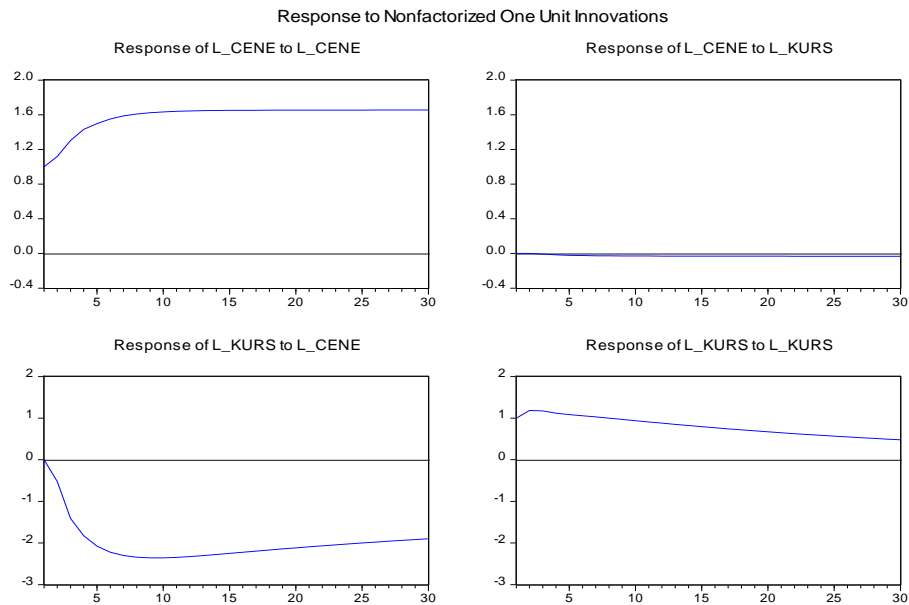 Response to Nonfactorized One Unit Innovations
Response of L_CENE to L_CENE
2.0
1.6
1.2
0.8
0.4
0.0
-0.4
5 10 15 20 25 30
Response of L_CENE to L_KURS
2.0
1.6
1.2
0.8
0.4
0.0
-0.4
5 10 15 20 25 30
Response of L_KURS to L_CENE
2
1
0
-1
-2
-3
5 10 15 20 25 30
Response of L_KURS to L_KURS
2
1
0
-1
-2
-3
5 10 15 20 25 30